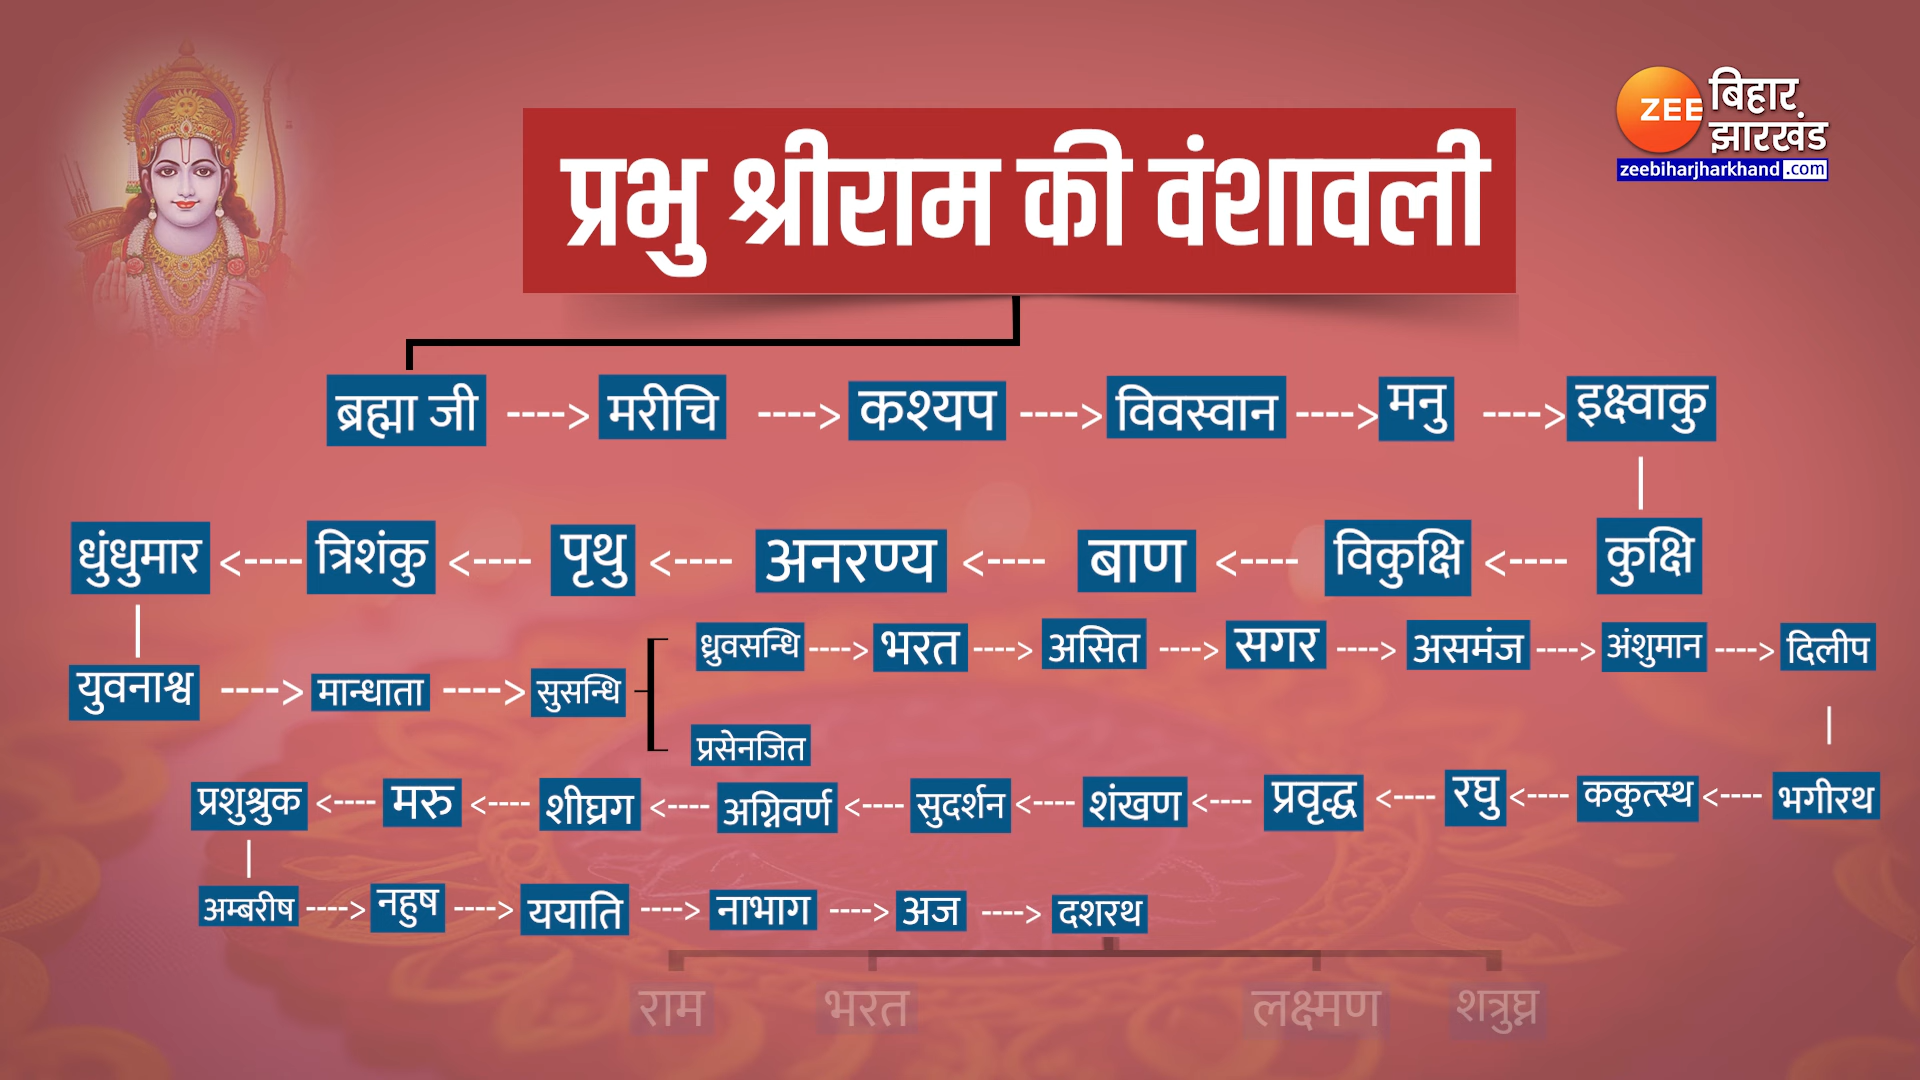 ZEE बिहार झारखंड
zeebiharjharkhand.com
प्रभु श्रीराम की वंशावली
ब्रह्मा जी ----> मरीचि ----> कश्यप ----> विवस्वान ----> मनु ----> इक्ष्वाकु
धुंधुमार <---- त्रिशंकु <---- पृथु <---- अनरण्य <---- बाण <---- विकुक्षि <---- कुक्षि
ध्रुवसन्धि ----> भरत ----> असित ----> सगर ----> असमंज ----> अंशुमान ----> दिलीप
युवनाश्व ----> मान्धाता ----> सुसन्धि
प्रसेनजित
प्रशुश्रुक <---- मरु <---- शीघ्रग <---- अग्निवर्ण <---- सुदर्शन <---- शंखण <---- प्रवृद्ध <---- रघु <---- ककुत्स्थ <---- भगीरथ
अम्बरीष ----> नहुष ----> ययाति ----> नाभाग ----> अज ----> दशरथ
राम भरत लक्ष्मण शत्रुघ्न